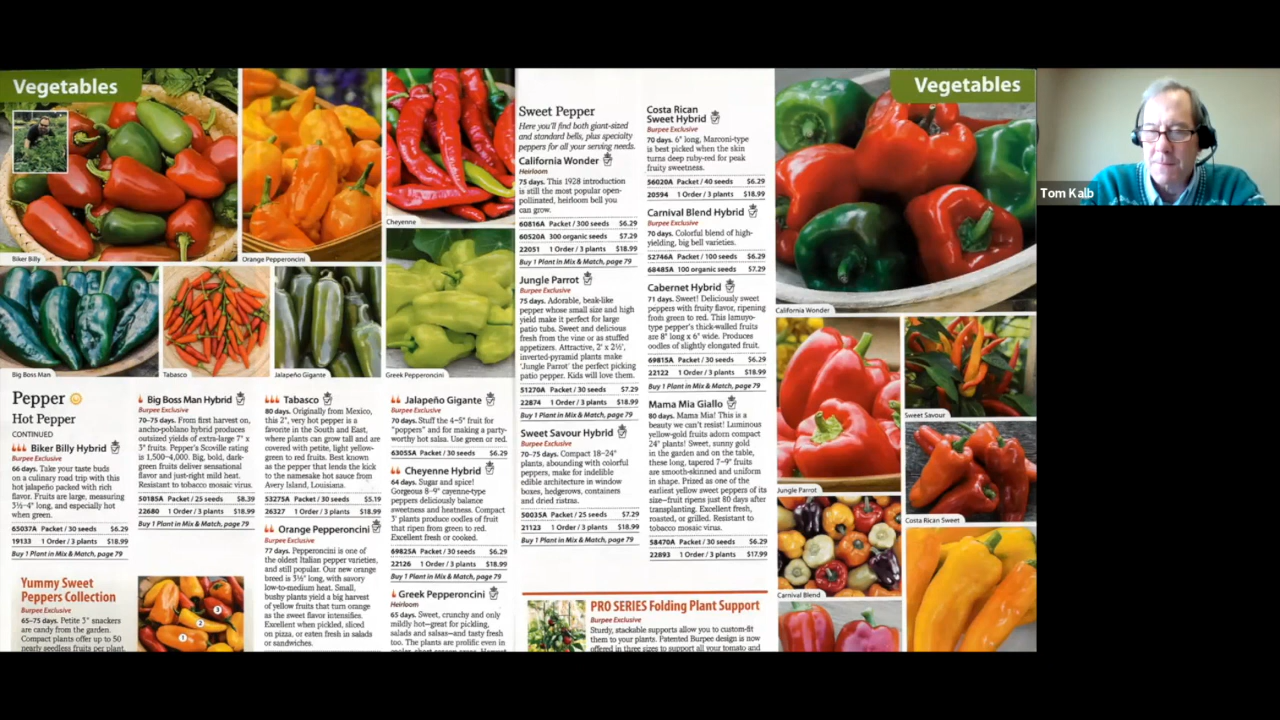 Vegetables
Biker Billy
Orange Pepperoncini
Cheyenne
Big Boss Man
Tabasco
Jalapeño Gigante
Greek Pepperoncini
Pepper
Hot Pepper
CONTINUED
Biker Billy Hybrid
Burpee Exclusive
66 days. Take your taste buds
on a culinary road trip with this
hot jalapeño packed with rich
flavor. Fruits are large, measuring
3½–4" long, and especially hot
when green.
65037A Packet / 30 seeds $6.29
19133 1 Order / 3 plants $18.99
Buy 1 Plant in Mix & Match, page 79
Yummy Sweet
Peppers Collection
Burpee Exclusive
65–75 days. Petite 3" snackers
are candy from the garden.
Compact plants offer up to 50
nearly seedless fruits per plant.
1
2
3
Big Boss Man Hybrid
Burpee Exclusive
70–75 days. From first harvest on,
ancho-poblano hybrid produces
outsized yields of extra-large 7" x
3" fruits. Pepper's Scoville rating
is 1,500–4,000. Big, bold, dark-
green fruits deliver sensational
flavor and just-right mild heat.
Resistant to tobacco mosaic virus.
50185A Packet / 25 seeds $8.39
22680 1 Order / 3 plants $18.99
Buy 1 Plant in Mix & Match, page 79
Tabasco
80 days. Originally from Mexico,
this 2", very hot pepper is a
favorite in the South and East,
where plants can grow tall and are
covered with petite, light yellow-
green to red fruits. Best known
as the pepper that lends the kick
to the namesake hot sauce from
Avery Island, Louisiana.
53275A Packet / 30 seeds $5.19
26327 1 Order / 3 plants $18.99
Orange Pepperoncini
Burpee Exclusive
77 days. Pepperoncini is one of
the oldest Italian pepper varieties,
and still popular. Our new orange
breed is 3½" long, with savory
low-to-medium heat. Small,
bushy plants yield a big harvest
of yellow fruits that turn orange
as the sweet flavor intensifies.
Excellent when pickled, sliced
on pizza, or eaten fresh in salads
or sandwiches.
Jalapeño Gigante
Burpee Exclusive
70 days. Stuff the 4–5" fruit for
"poppers" and for making a party-
worthy hot salsa. Use green or red.
63055A Packet / 30 seeds $6.29
Cheyenne Hybrid
64 days. Sugar and spice!
Gorgeous 8–9" cayenne-type
peppers deliciously balance
sweetness and heatness. Compact
3' plants produce oodles of fruit
that ripen from green to red.
Excellent fresh or cooked.
69825A Packet / 30 seeds $6.29
22126 1 Order / 3 plants $18.99
Buy 1 Plant in Mix & Match, page 79
Greek Pepperoncini
Heirloom
65 days. Sweet, crunchy and only
mildly hot—great for pickling,
salads and salsas—and tasty fresh
too. The plants are prolific even in
Sweet Pepper
Here you'll find both giant-sized
and standard bells, plus specialty
peppers for all your serving needs.
California Wonder
Heirloom
75 days. This 1928 introduction
is still the most popular open-
pollinated, heirloom bell you
can grow.
60816A Packet / 300 seeds $6.29
60520A 300 organic seeds $7.29
22051 1 Order / 3 plants $18.99
Buy 1 Plant in Mix & Match, page 79
Jungle Parrot
Burpee Exclusive
75 days. Adorable, beak-like
pepper whose small size and high
yield make it perfect for large
patio tubs. Sweet and delicious
fresh from the vine or as stuffed
appetizers. Attractive, 2' x 2½',
inverted-pyramid plants make
'Jungle Parrot' the perfect picking
patio pepper. Kids will love them.
51270A Packet / 30 seeds $7.29
22874 1 Order / 3 plants $18.99
Buy 1 Plant in Mix & Match, page 79
Sweet Savour Hybrid
Burpee Exclusive
70–75 days. Compact 18–24"
plants, abounding with colorful
peppers, make for indelible
edible architecture in window
boxes, hedgerows, containers
and dried ristras.
50035A Packet / 25 seeds $7.29
21123 1 Order / 3 plants $18.99
Buy 1 Plant in Mix & Match, page 79
Costa Rican
Sweet Hybrid
Burpee Exclusive
70 days. 6" long, Marconi-type
is best picked when the skin
turns deep ruby-red for peak
fruity sweetness.
56020A Packet / 40 seeds $6.29
20594 1 Order / 3 plants $18.99
Carnival Blend Hybrid
Burpee Exclusive
70 days. Colorful blend of high-
yielding, big bell varieties.
52746A Packet / 100 seeds $6.29
68485A 100 organic seeds $7.29
Cabernet Hybrid
71 days. Sweet! Deliciously sweet
peppers with fruity flavor, ripening
from green to red. This lamuyo-
type pepper's thick-walled fruits
are 8" long x 6" wide. Produces
oodles of slightly elongated fruit.
69815A Packet / 30 seeds $6.29
22122 1 Order / 3 plants $18.99
Buy 1 Plant in Mix & Match, page 79
Mama Mia Giallo
80 days. Mama Mia! This is a
beauty we can't resist! Luminous
yellow-gold fruits adorn compact
24" plants! Sweet, sunny gold
in the garden and on the table,
these long, tapered 7–9" fruits
are smooth-skinned and uniform
in shape. Prized as one of the
earliest yellow sweet peppers of its
size—fruit ripens just 80 days after
transplanting. Excellent fresh,
roasted, or grilled. Resistant to
tobacco mosaic virus.
58470A Packet / 30 seeds $6.29
22893 1 Order / 3 plants $17.99
PRO SERIES Folding Plant Support
Burpee Exclusive
Sturdy, stackable supports allow you to custom-fit
them to your plants. Patented Burpee design is now
offered in three sizes to support all your tomato and
Vegetables
California Wonder
Jungle Parrot
Sweet Savour
Costa Rican Sweet
Carnival Blend
Tom Kalb